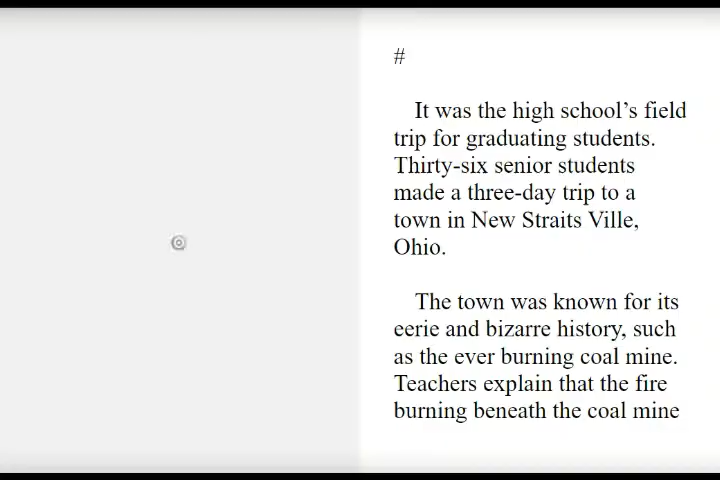 #
It was the high school’s field
trip for graduating students.
Thirty-six senior students
made a three-day trip to a
town in New Straits Ville,
Ohio.
The town was known for its
eerie and bizarre history, such
as the ever burning coal mine.
Teachers explain that the fire
burning beneath the coal mine